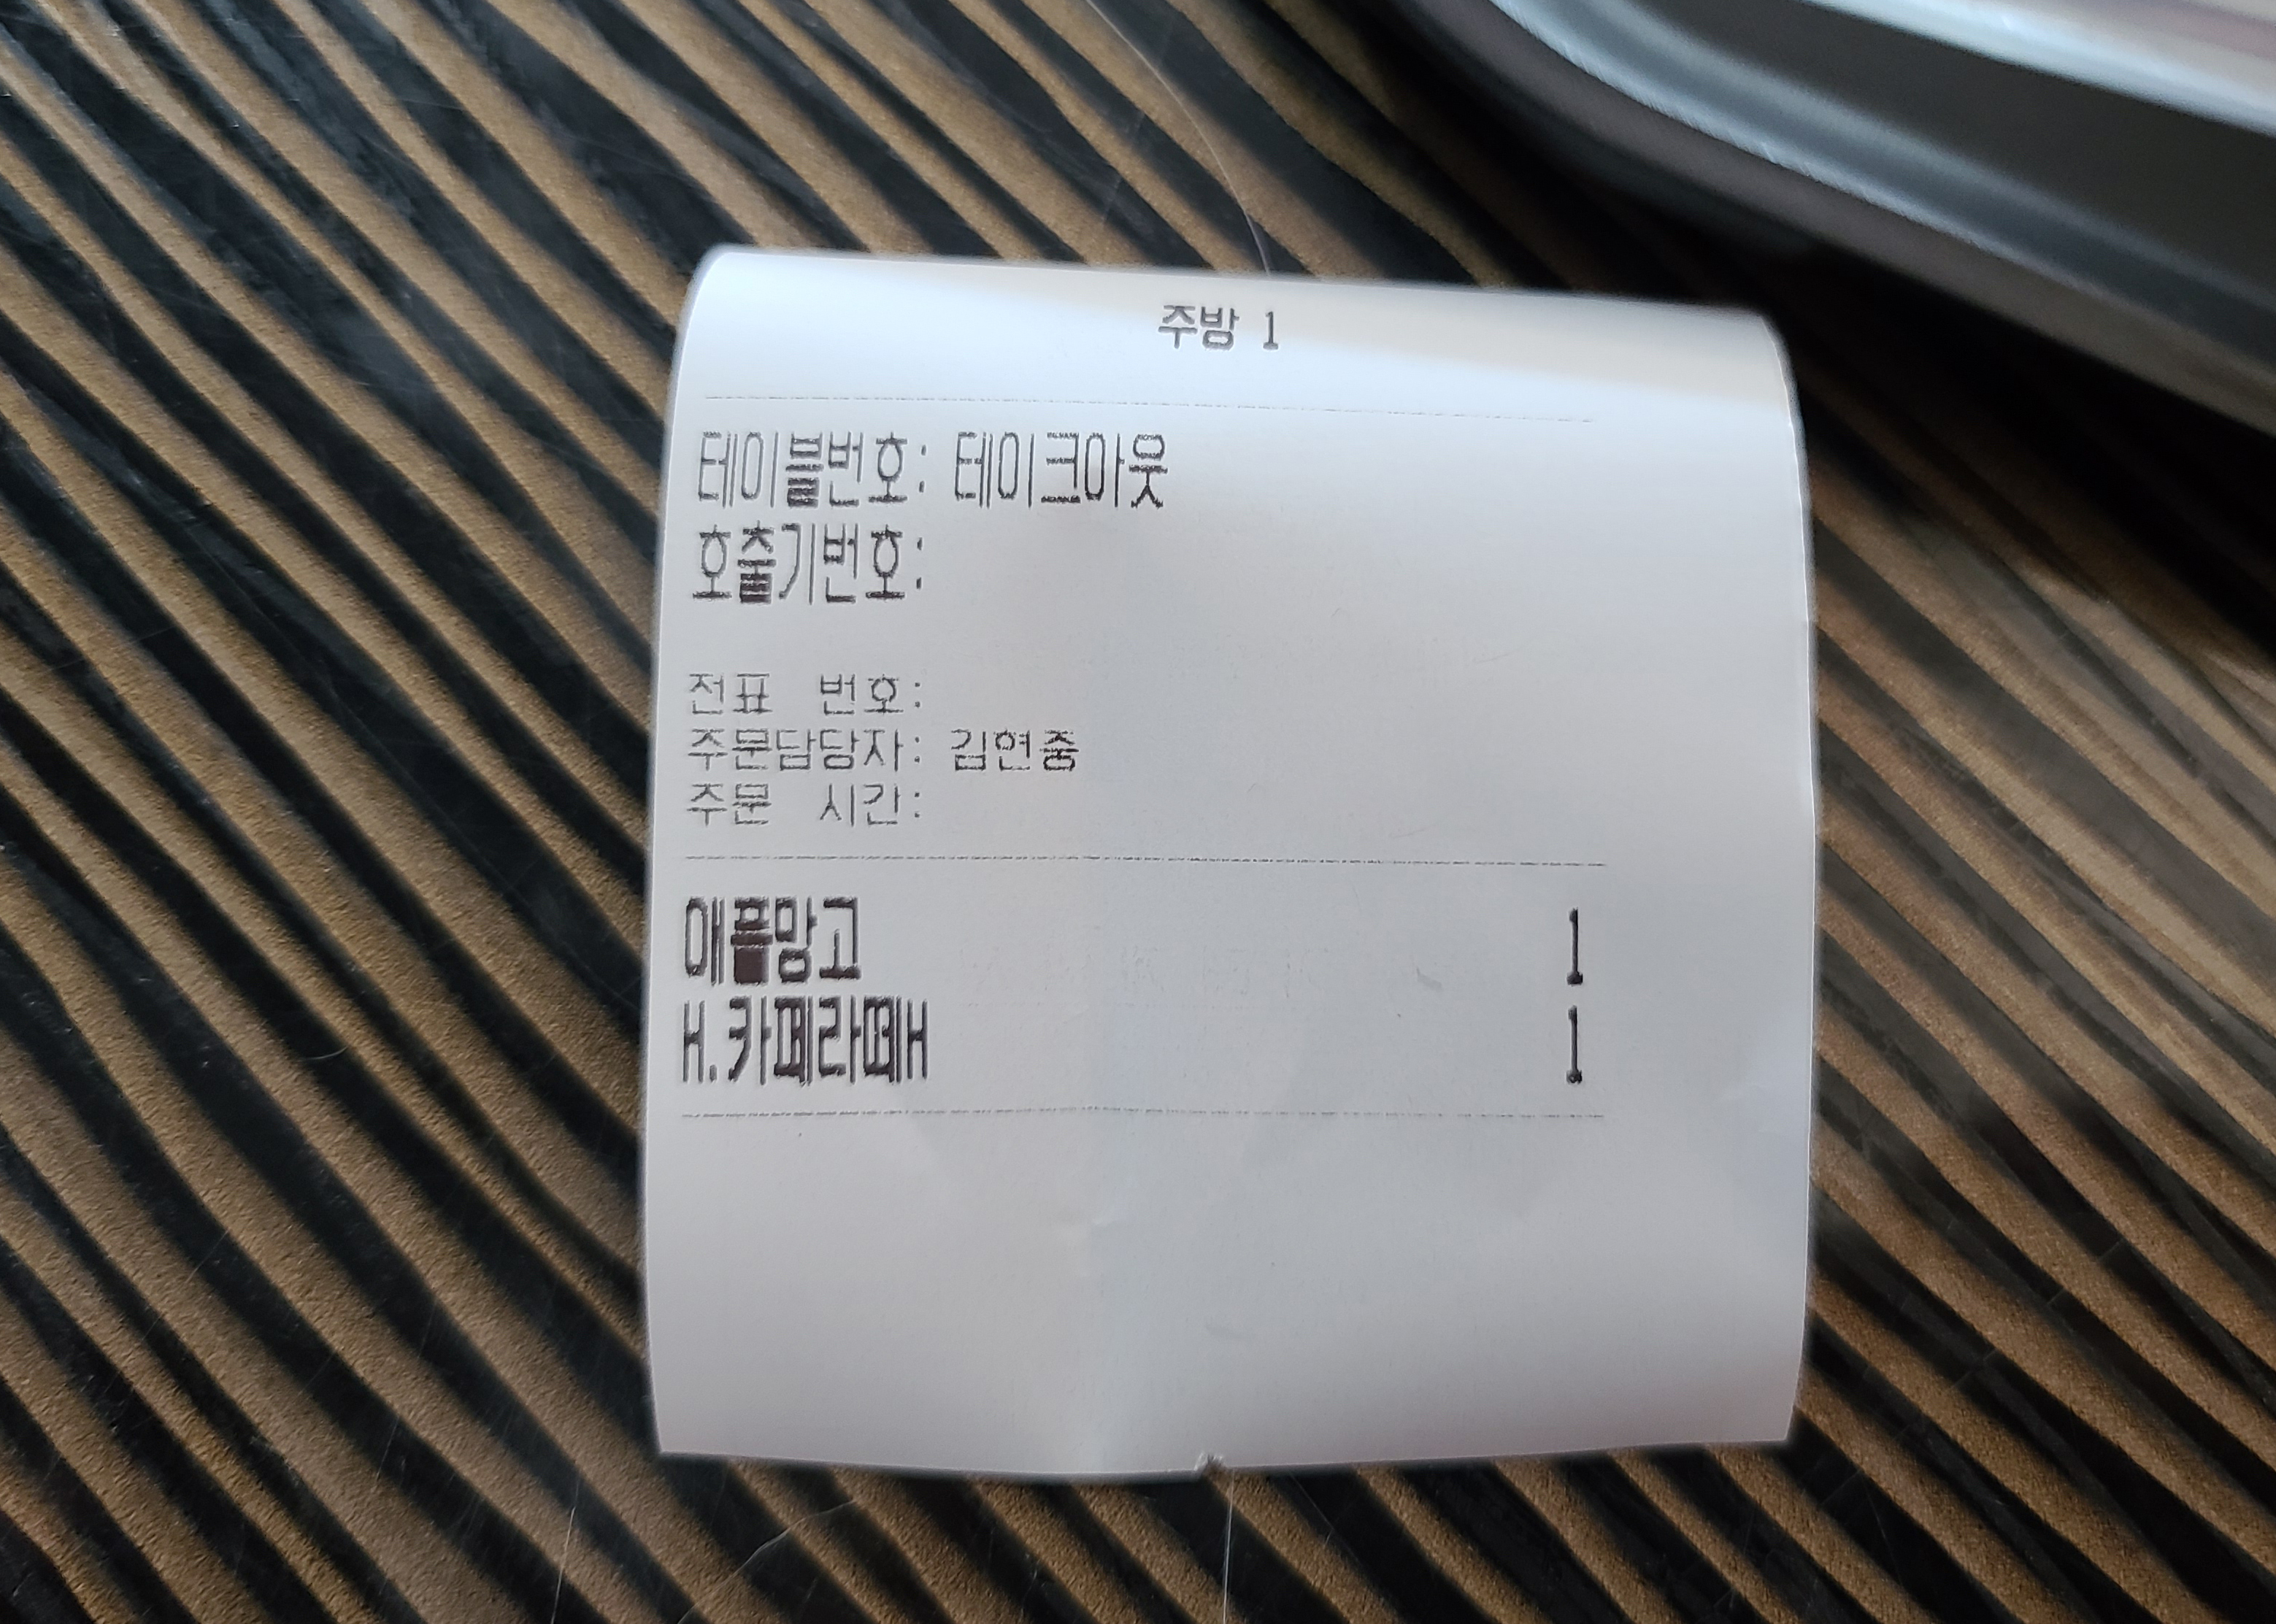 주방 1
테이블번호: 테이크아웃
호출기번호:
전표 번호:
주문담당자: 김연중
주문 시간:
애플망고 1
H.카페라떼H 1